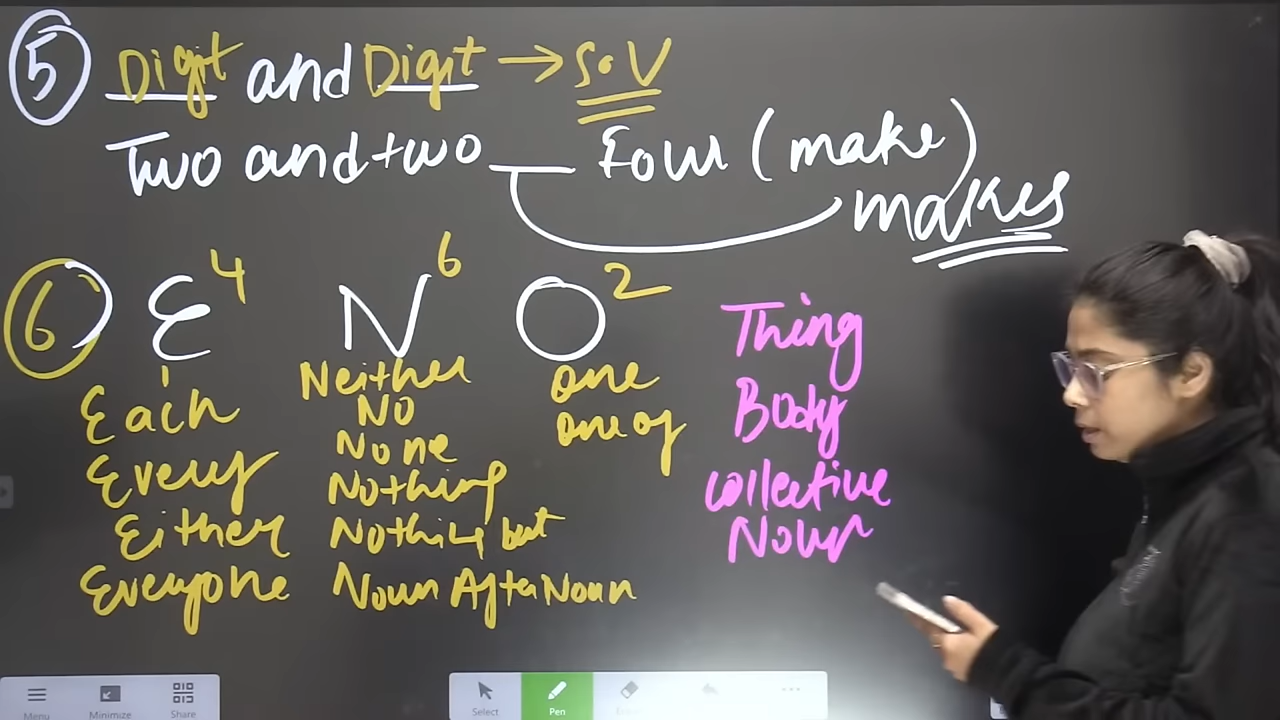 5 Digit and Digit → S.V
Two and two — Four (make)
makes
6 E4 N6 O2
Each
Every
Either
Everyone
Neither
No
None
Nothing
Nothing but
Noun After Noun
One
One of
Thing
Body
Collective
Noun
Menu
Minimize
Share
Select
Pen